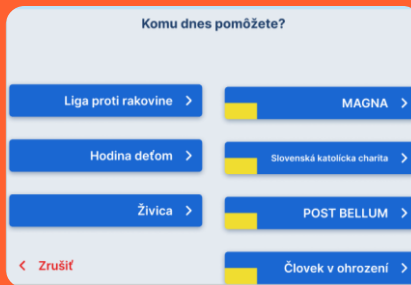 Komu dnes pomôžete?
Liga proti rakovine
MAGNA
Hodina deťom
Slovenská katolícka charita
Živica
POST BELLUM
Zrušiť
Človek v ohrození